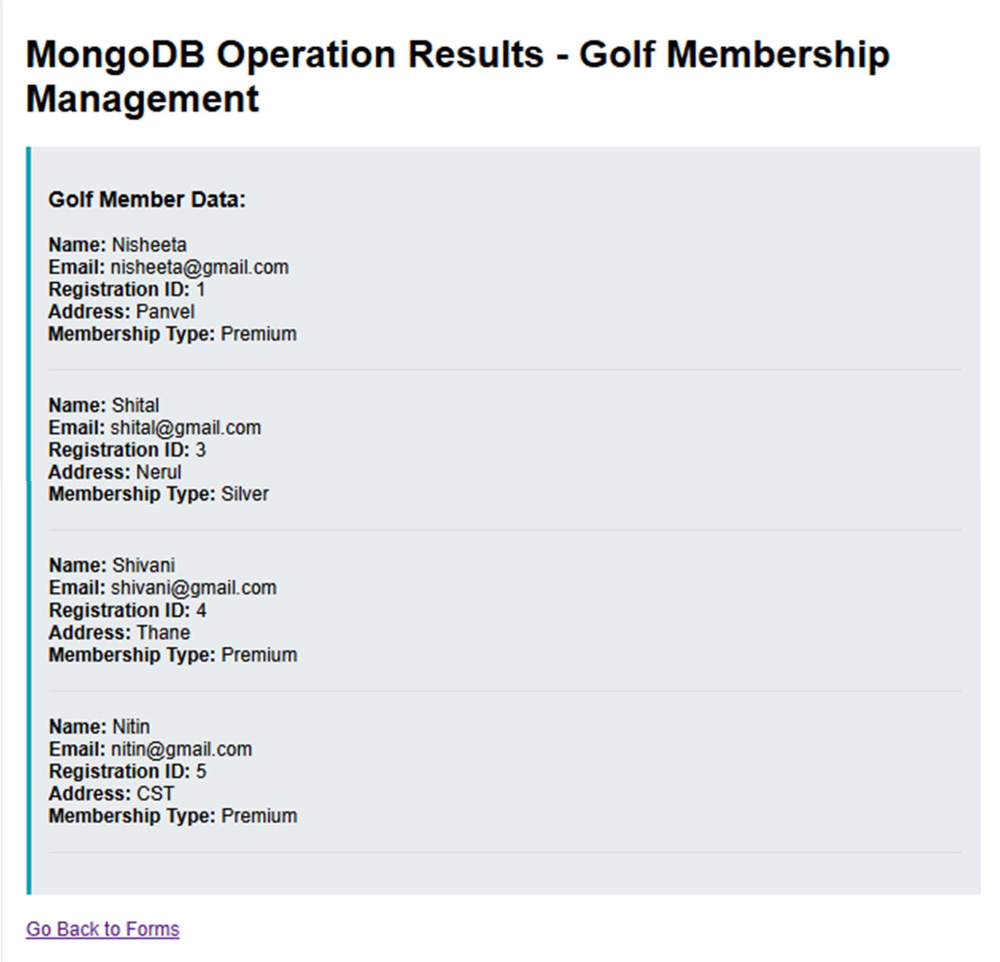 MongoDB Operation Results - Golf Membership
Management
Golf Member Data:
Name: Nisheeta
Email: nisheeta@gmail.com
Registration ID: 1
Address: Panvel
Membership Type: Premium
Name: Shital
Email: shital@gmail.com
Registration ID: 3
Address: Nerul
Membership Type: Silver
Name: Shivani
Email: shivani@gmail.com
Registration ID: 4
Address: Thane
Membership Type: Premium
Name: Nitin
Email: nitin@gmail.com
Registration ID: 5
Address: CST
Membership Type: Premium
Go Back to Forms